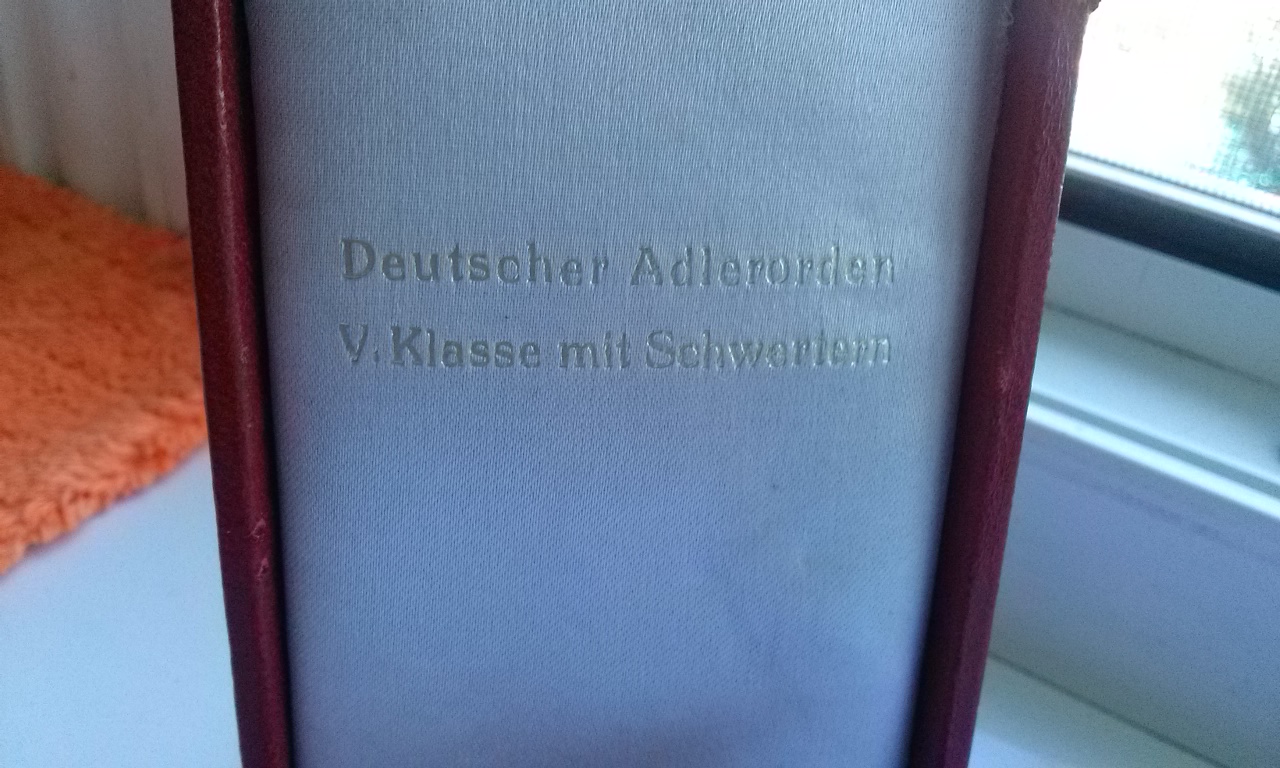 Deutscher Adlerorden
V. Klasse mit Schwertern